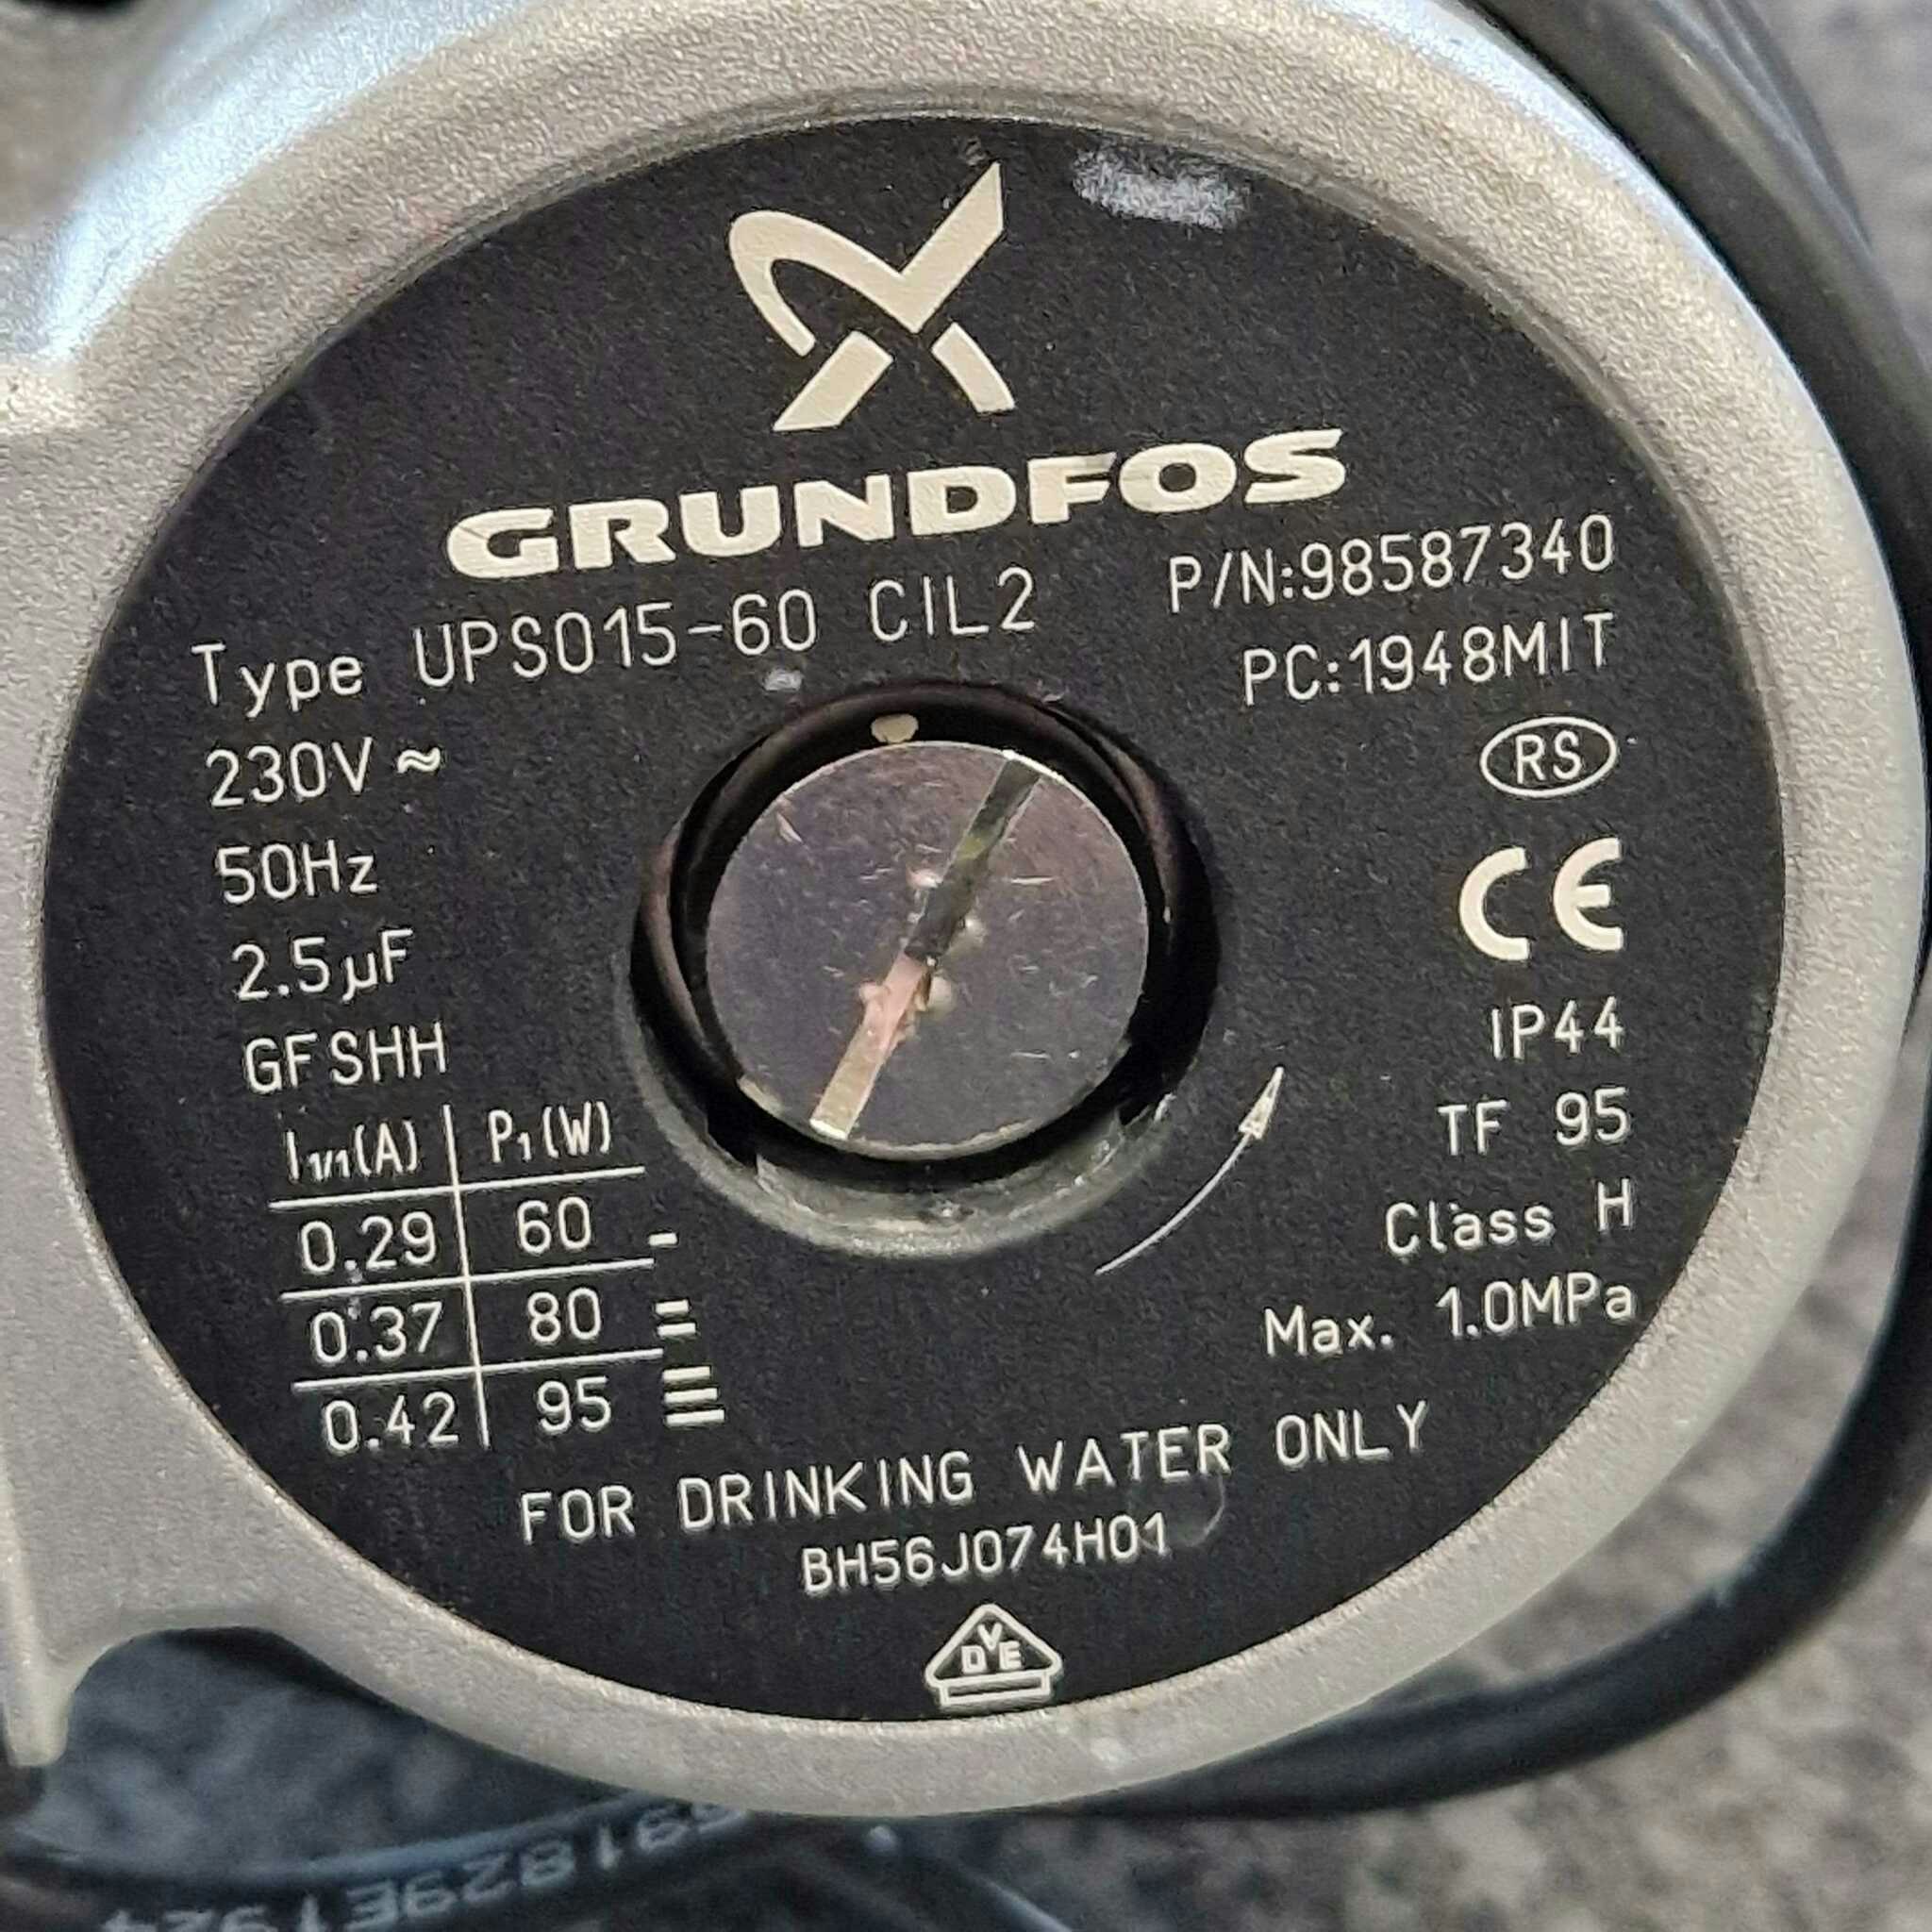 GRUNDFOS
Type UPSO15-60 CIL2
P/N:98587340
PC:1948MIT
230V ≈
50Hz
2.5µF
GFSHH
RS
CE
IP44
TF 95
Class H
Max. 1.0MPa
I1/1(A) P1(W)
0.29 60
0.37 80
0.42 95
FOR DRINKING WATER ONLY
BH56J074H01
DVE